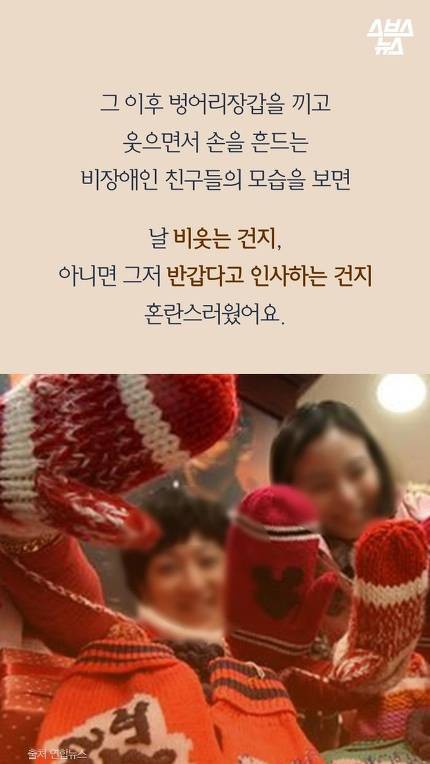 스브스
뉴스
그 이후 벙어리장갑을 끼고
웃으면서 손을 흔드는
비장애인 친구들의 모습을 보면
날 비웃는 건지,
아니면 그저 반갑다고 인사하는 건지
혼란스러웠어요.
출처 연합뉴스